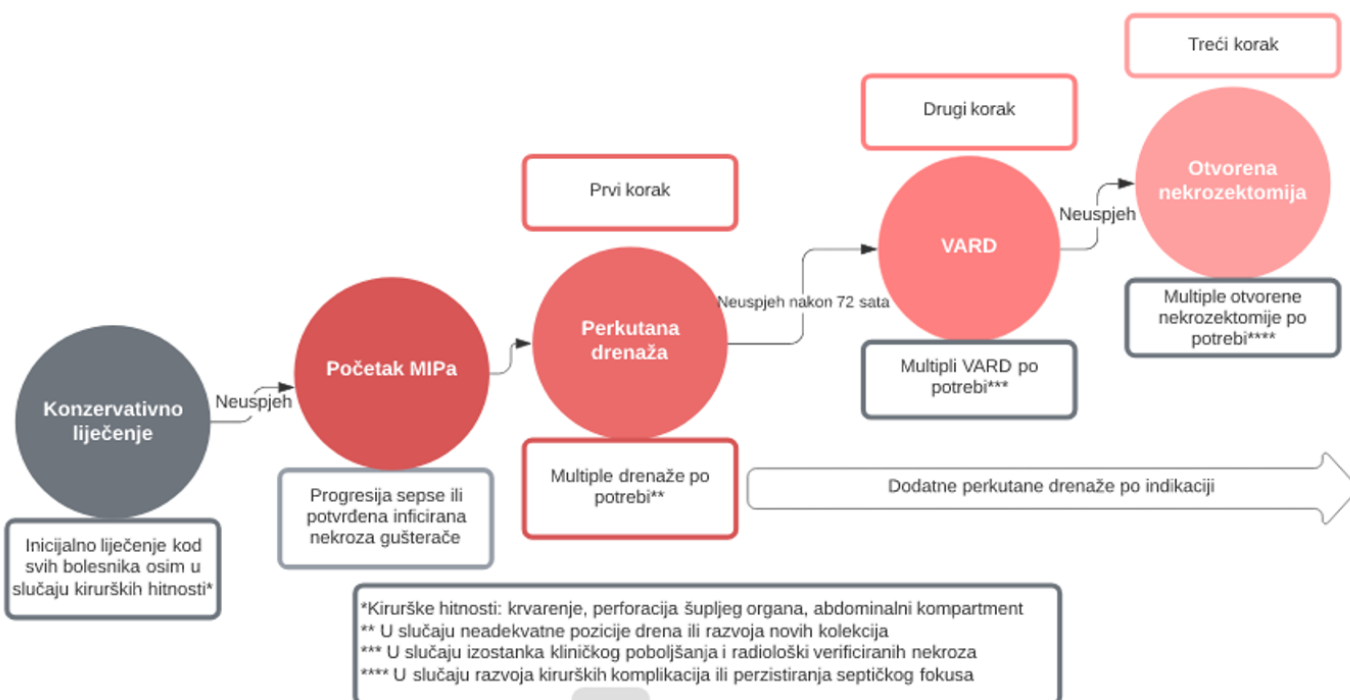 Treći korak
Drugi korak
Prvi korak
Otvorena
nekrozektomija
Neuspjeh
VARD
Multiple otvorene
nekrozektomije po
potrebi****
Neuspjeh nakon 72 sata
Perkutana
drenaža
Multipli VARD po
potrebi***
Početak MIPa
Neuspjeh
Konzervativno
liječenje
Multiple drenaže po
potrebi**
Dodatne perkutane drenaže po indikaciji
Progresija sepse ili
potvrđena inficirana
nekroza gušterače
Inicijalno liječenje kod
svih bolesnika osim u
slučaju kirurških hitnosti*
*Kirurške hitnosti: krvarenje, perforacija šupljeg organa, abdominalni kompartment
** U slučaju neadekvatne pozicije drena ili razvoja novih kolekcija
*** U slučaju izostanka kliničkog poboljšanja i radiološki verificiranih nekroza
**** U slučaju razvoja kirurških komplikacija ili perzistiranja septičkog fokusa